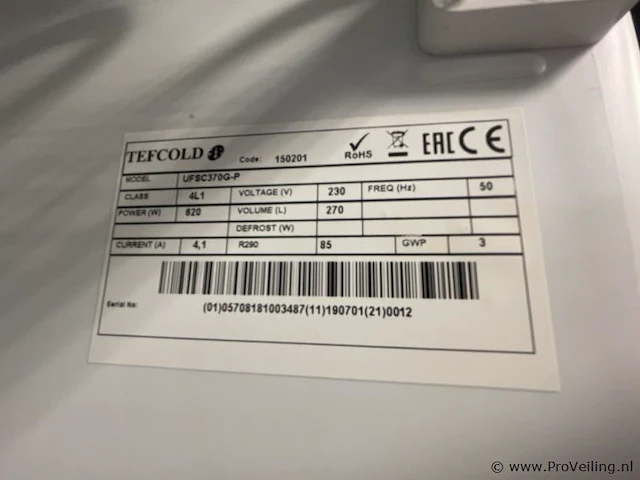 TEFCOLD Code: 150201 RoHS EAC CE
MODEL UFSC370G-P
CLASS 4L1 VOLTAGE (V) 230 FREQ (Hz) 50
POWER (W) 620 VOLUME (L) 270
DEFROST (W)
CURRENT (A) 4,1 R290 85 GWP 3
Serial No:
(01)05708181003487(11)190701(21)0012
© www.ProVeiling.nl